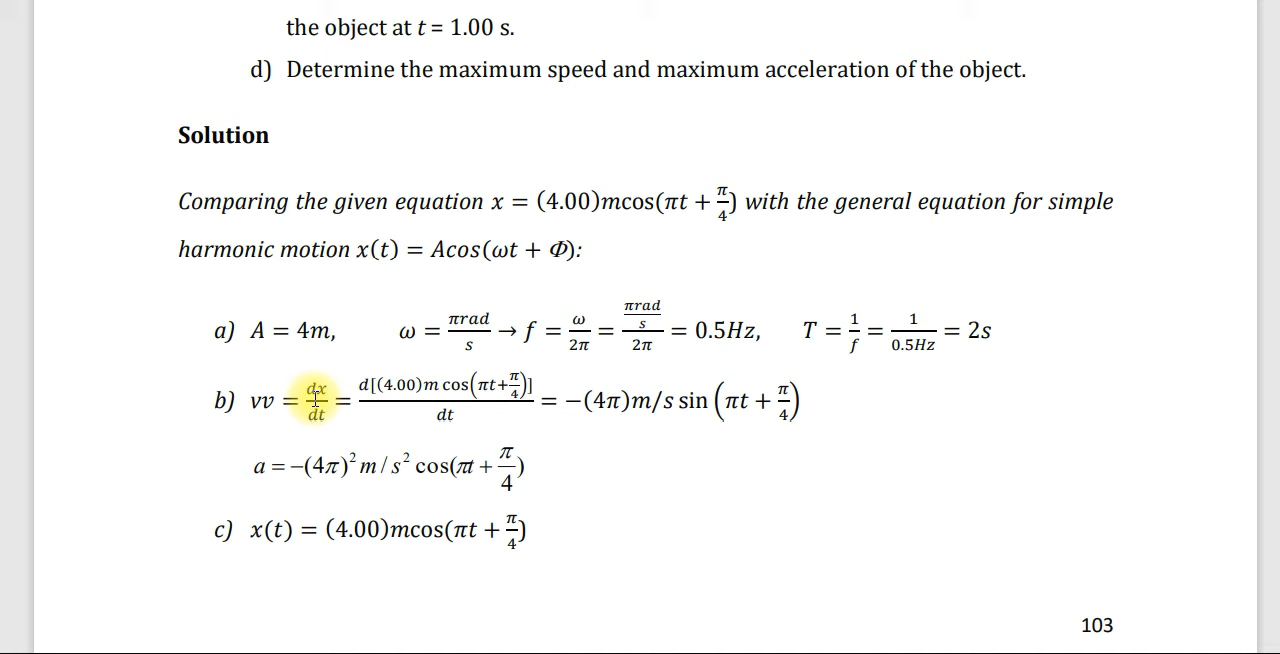 the object at t = 1.00 s.
d) Determine the maximum speed and maximum acceleration of the object.
Solution
Comparing the given equation x = (4.00)mcos(πt + π/4) with the general equation for simple
harmonic motion x(t) = Acos(ωt + Φ):
a) A = 4m, ω = πrad/s → f = ω/2π = (πrad/s)/2π = 0.5Hz, T = 1/f = 1/0.5Hz = 2s
b) vv = dx/dt = d[(4.00)m cos(πt+π/4)]/dt = −(4π)m/s sin (πt + π/4)
a = −(4π)² m / s² cos(πt + π/4)
c) x(t) = (4.00)mcos(πt + π/4)
103